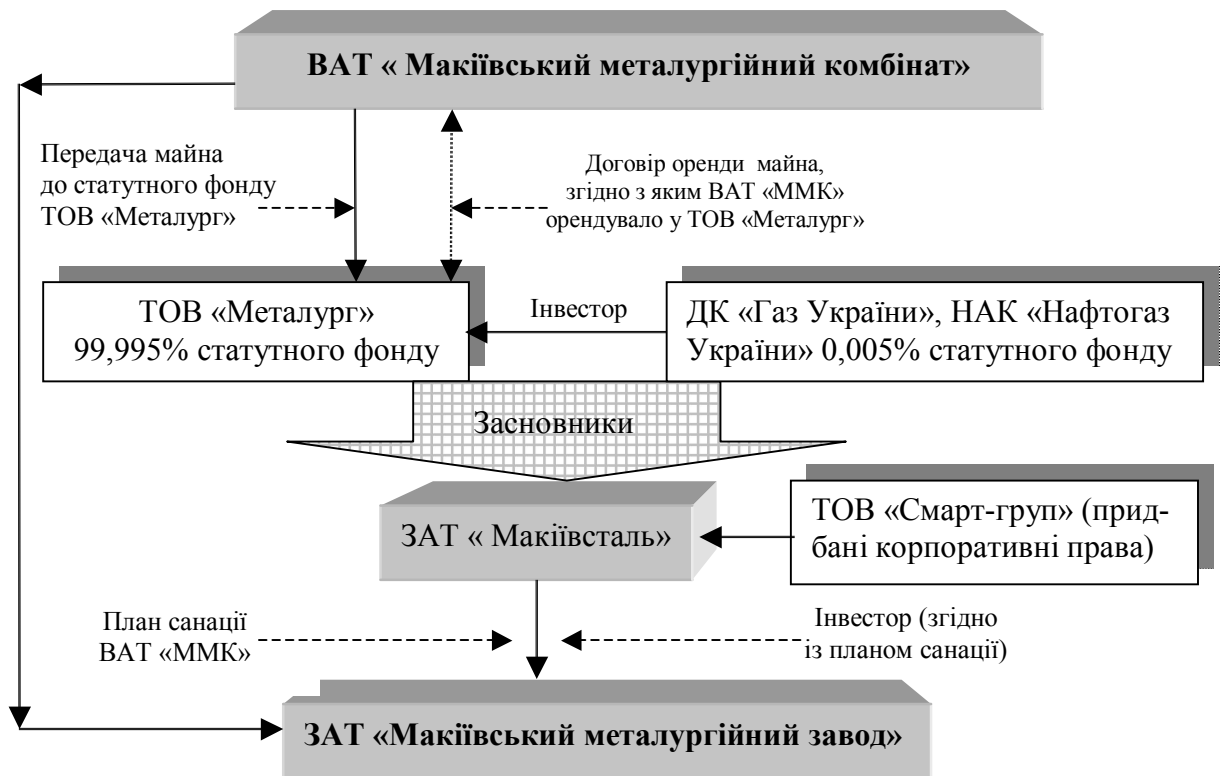 ВАТ « Макіївський металургійний комбінат»
Передача майна
до статутного фонду
ТОВ «Металург»
Договір оренди майна,
згідно з яким ВАТ «ММК»
орендувало у ТОВ «Металург»
ТОВ «Металург»
99,995% статутного фонду
Інвестор
ДК «Газ України», НАК «Нафтогаз
України» 0,005% статутного фонду
Засновники
ЗАТ « Макіївсталь»
ТОВ «Смарт-груп» (прид-
бані корпоративні права)
План санації
ВАТ «ММК»
Інвестор (згідно
із планом санації)
ЗАТ «Макіївський металургійний завод»